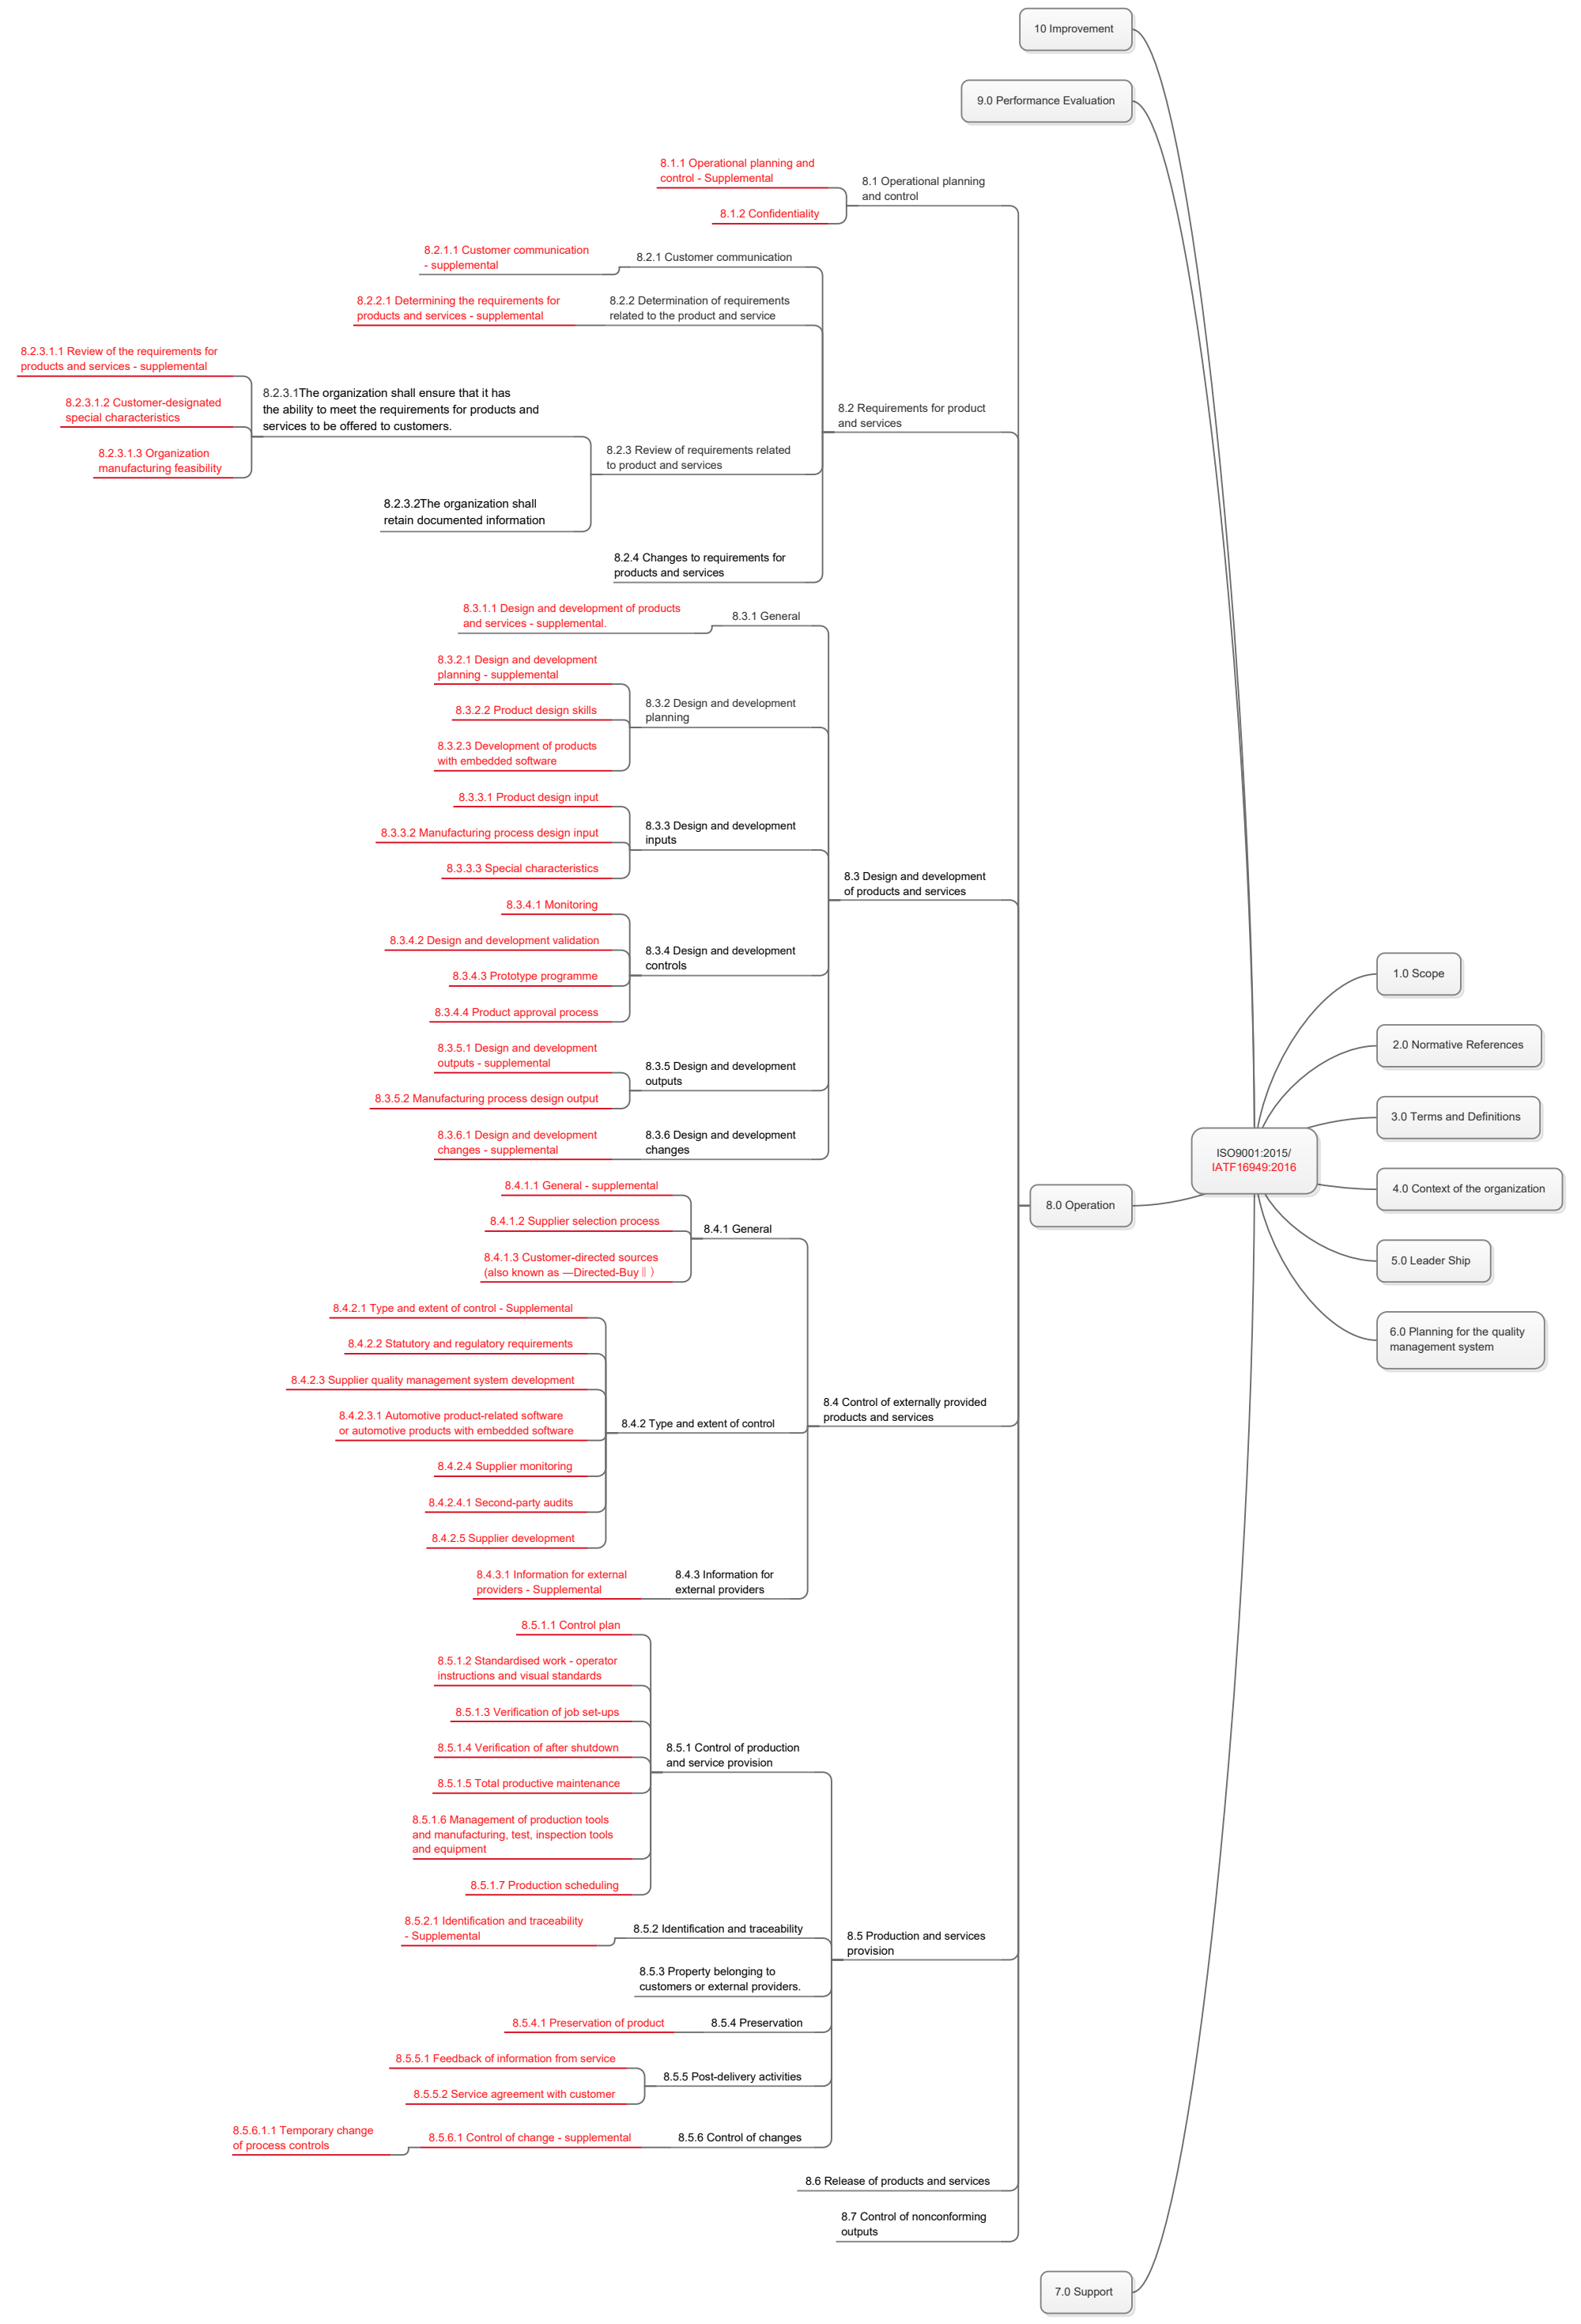 10 Improvement
9.0 Performance Evaluation
8.1.1 Operational planning and
control - Supplemental
8.1 Operational planning
and control
8.1.2 Confidentiality
8.2.1.1 Customer communication
- supplemental
8.2.1 Customer communication
8.2.2.1 Determining the requirements for
products and services - supplemental
8.2.2 Determination of requirements
related to the product and service
8.2.3.1.1 Review of the requirements for
products and services - supplemental
8.2.3.1.2 Customer-designated
special characteristics
8.2.3.1.3 Organization
manufacturing feasibility
8.2.3.1The organization shall ensure that it has
the ability to meet the requirements for products and
services to be offered to customers.
8.2.3.2The organization shall
retain documented information
8.2.3 Review of requirements related
to product and services
8.2 Requirements for product
and services
8.2.4 Changes to requirements for
products and services
8.3.1.1 Design and development of products
and services - supplemental.
8.3.1 General
8.3.2.1 Design and development
planning - supplemental
8.3.2.2 Product design skills
8.3.2.3 Development of products
with embedded software
8.3.2 Design and development
planning
8.3.3.1 Product design input
8.3.3.2 Manufacturing process design input
8.3.3.3 Special characteristics
8.3.3 Design and development
inputs
8.3 Design and development
of products and services
8.3.4.1 Monitoring
8.3.4.2 Design and development validation
8.3.4.3 Prototype programme
8.3.4.4 Product approval process
8.3.4 Design and development
controls
8.3.5.1 Design and development
outputs - supplemental
8.3.5.2 Manufacturing process design output
8.3.5 Design and development
outputs
8.3.6.1 Design and development
changes - supplemental
8.3.6 Design and development
changes
8.4.1.1 General - supplemental
8.4.1.2 Supplier selection process
8.4.1.3 Customer-directed sources
(also known as ―Directed-Buy‖)
8.4.1 General
8.4.2.1 Type and extent of control - Supplemental
8.4.2.2 Statutory and regulatory requirements
8.4.2.3 Supplier quality management system development
8.4.2.3.1 Automotive product-related software
or automotive products with embedded software
8.4.2.4 Supplier monitoring
8.4.2.4.1 Second-party audits
8.4.2.5 Supplier development
8.4.2 Type and extent of control
8.4 Control of externally provided
products and services
8.4.3.1 Information for external
providers - Supplemental
8.4.3 Information for
external providers
8.5.1.1 Control plan
8.5.1.2 Standardised work - operator
instructions and visual standards
8.5.1.3 Verification of job set-ups
8.5.1.4 Verification of after shutdown
8.5.1.5 Total productive maintenance
8.5.1.6 Management of production tools
and manufacturing, test, inspection tools
and equipment
8.5.1.7 Production scheduling
8.5.1 Control of production
and service provision
8.5.2.1 Identification and traceability
- Supplemental
8.5.2 Identification and traceability
8.5 Production and services
provision
8.5.3 Property belonging to
customers or external providers.
8.5.4.1 Preservation of product
8.5.4 Preservation
8.5.5.1 Feedback of information from service
8.5.5.2 Service agreement with customer
8.5.5 Post-delivery activities
8.5.6.1.1 Temporary change
of process controls
8.5.6.1 Control of change - supplemental
8.5.6 Control of changes
8.6 Release of products and services
8.7 Control of nonconforming
outputs
8.0 Operation
7.0 Support
ISO9001:2015/
IATF16949:2016
1.0 Scope
2.0 Normative References
3.0 Terms and Definitions
4.0 Context of the organization
5.0 Leader Ship
6.0 Planning for the quality
management system